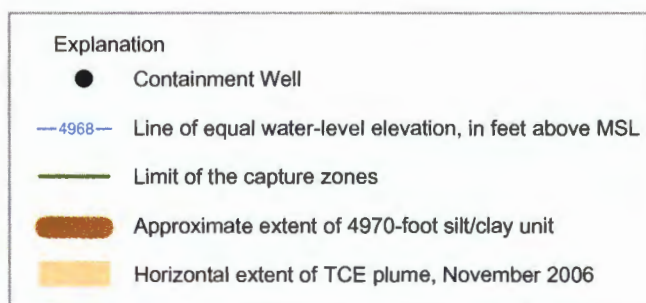 Explanation
Containment Well
—4968— Line of equal water-level elevation, in feet above MSL
Limit of the capture zones
Approximate extent of 4970-foot silt/clay unit
Horizontal extent of TCE plume, November 2006